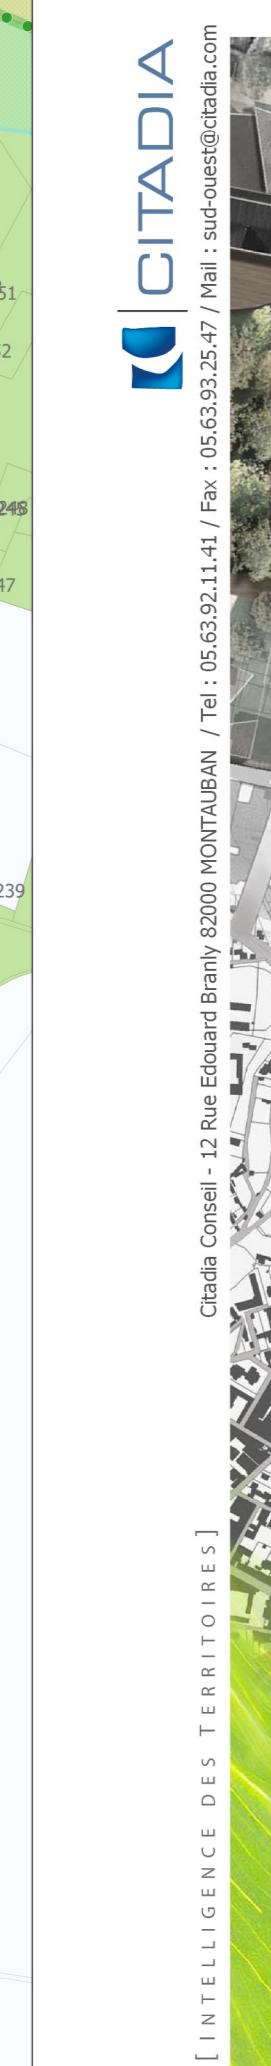 CITADIA
Citadia Conseil - 12 Rue Edouard Branly 82000 MONTAUBAN / Tel : 05.63.92.11.41 / Fax : 05.63.93.25.47 / Mail : sud-ouest@citadia.com
[ INTELLIGENCE DES TERRITOIRES ]
51
52
248
47
239